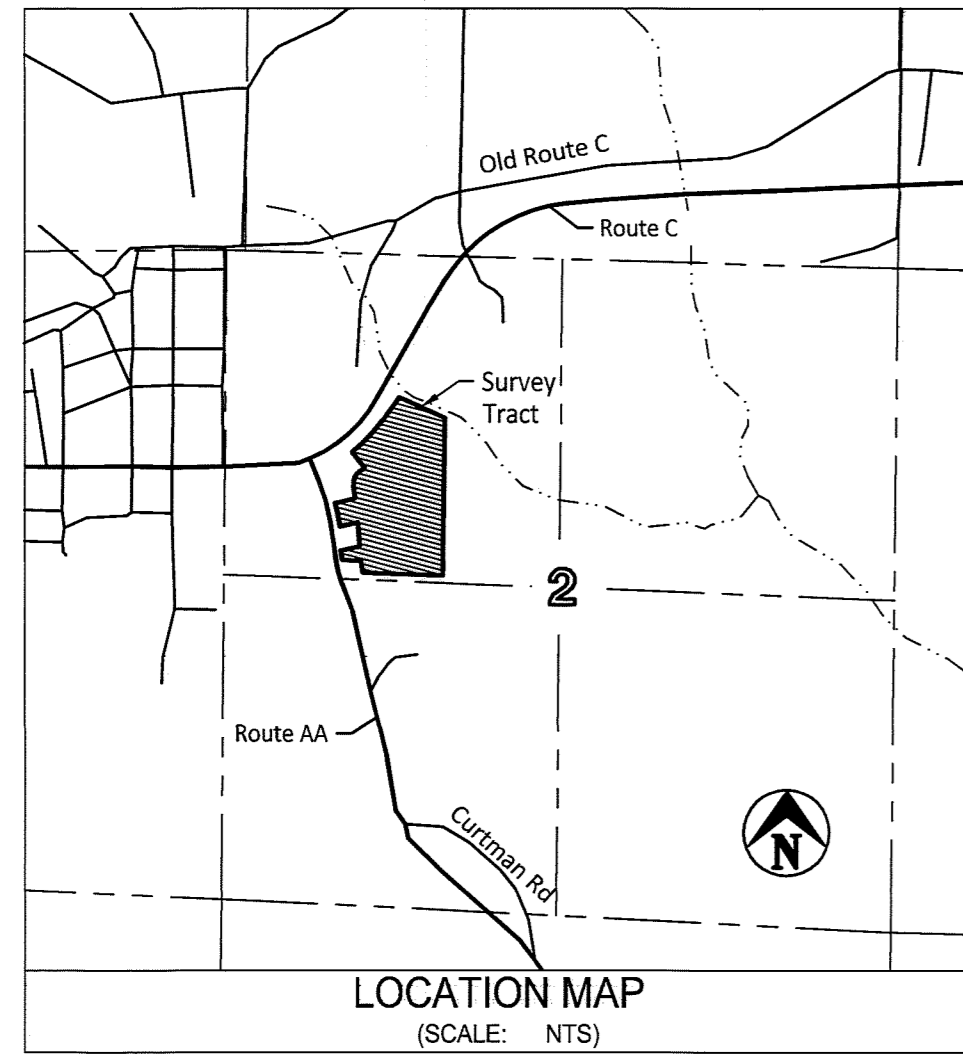 Old Route C
Route C
Survey
Tract
2
Route AA
Curtman Rd
N
LOCATION MAP
(SCALE: NTS)